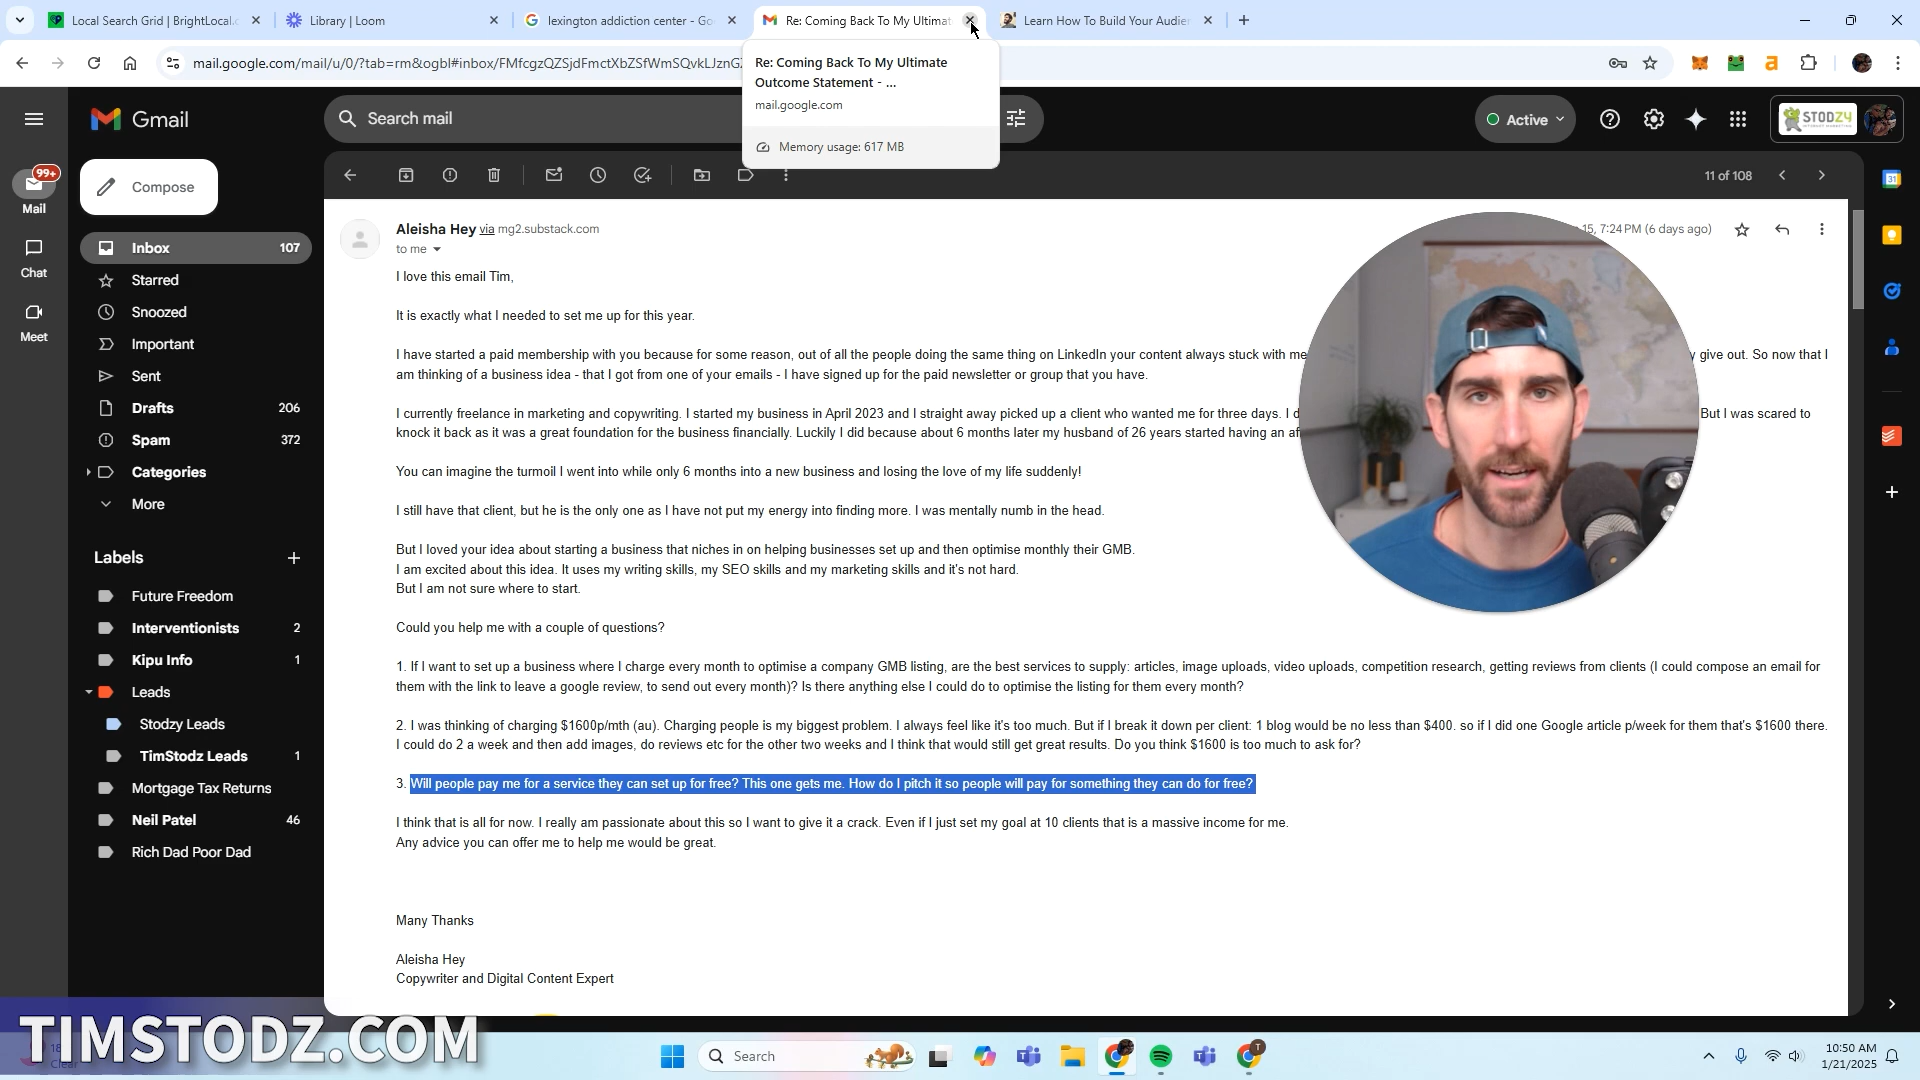 Local Search Grid | BrightLocal.
Library | Loom
lexington addiction center - Go
Re: Coming Back To My Ultimat
Learn How To Build Your Audien
mail.google.com/mail/u/0/?tab=rm&ogbl#inbox/FMfcgzQZSjdFmctXbZSfWmSQvkLJznG
Re: Coming Back To My Ultimate
Outcome Statement - ...
mail.google.com
Memory usage: 617 MB
Gmail
Search mail
Active
STODZY
99+
Mail
Chat
Meet
Compose
Inbox 107
Starred
Snoozed
Important
Sent
Drafts 206
Spam 372
Categories
More
Labels
Future Freedom
Interventionists 2
Kipu Info 1
Leads
Stodzy Leads
TimStodz Leads 1
Mortgage Tax Returns
Neil Patel 46
Rich Dad Poor Dad
11 of 108
Aleisha Hey via mg2.substack.com
15, 7:24 PM (6 days ago)
to me
I love this email Tim,
It is exactly what I needed to set me up for this year.
I have started a paid membership with you because for some reason, out of all the people doing the same thing on LinkedIn your content always stuck with me y give out. So now that I
am thinking of a business idea - that I got from one of your emails - I have signed up for the paid newsletter or group that you have.
I currently freelance in marketing and copywriting. I started my business in April 2023 and I straight away picked up a client who wanted me for three days. I d But I was scared to
knock it back as it was a great foundation for the business financially. Luckily I did because about 6 months later my husband of 26 years started having an af
You can imagine the turmoil I went into while only 6 months into a new business and losing the love of my life suddenly!
I still have that client, but he is the only one as I have not put my energy into finding more. I was mentally numb in the head.
But I loved your idea about starting a business that niches in on helping businesses set up and then optimise monthly their GMB.
I am excited about this idea. It uses my writing skills, my SEO skills and my marketing skills and it's not hard.
But I am not sure where to start.
Could you help me with a couple of questions?
1. If I want to set up a business where I charge every month to optimise a company GMB listing, are the best services to supply: articles, image uploads, video uploads, competition research, getting reviews from clients (I could compose an email for
them with the link to leave a google review, to send out every month)? Is there anything else I could do to optimise the listing for them every month?
2. I was thinking of charging $1600p/mth (au). Charging people is my biggest problem. I always feel like it's too much. But if I break it down per client: 1 blog would be no less than $400. so if I did one Google article p/week for them that's $1600 there.
I could do 2 a week and then add images, do reviews etc for the other two weeks and I think that would still get great results. Do you think $1600 is too much to ask for?
3. Will people pay me for a service they can set up for free? This one gets me. How do I pitch it so people will pay for something they can do for free?
I think that is all for now. I really am passionate about this so I want to give it a crack. Even if I just set my goal at 10 clients that is a massive income for me.
Any advice you can offer me to help me would be great.
Many Thanks
Aleisha Hey
Copywriter and Digital Content Expert
TIMSTODZ.COM
Clear
Search
10:50 AM
1/21/2025